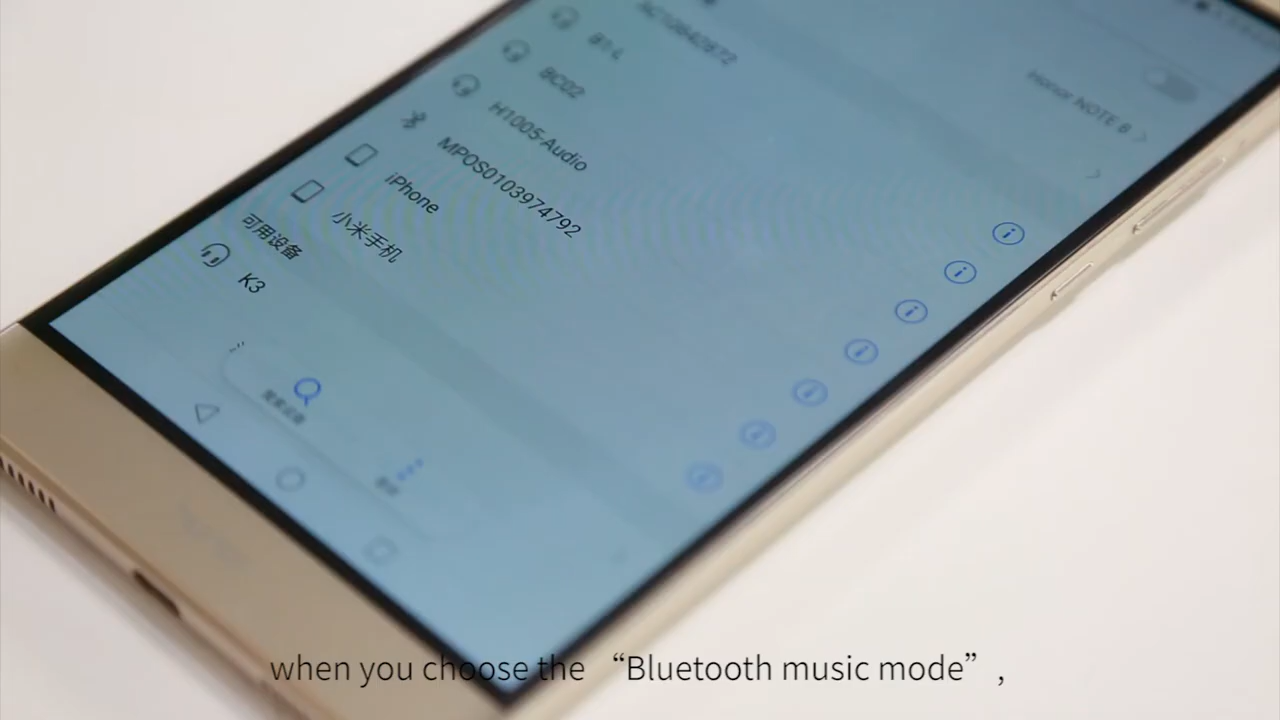 honor NOTE 8
B1-L
BC02
H1005-Audio
MPOS0103974792
iPhone
小米手机
可用设备
K3
when you choose the “Bluetooth music mode”,